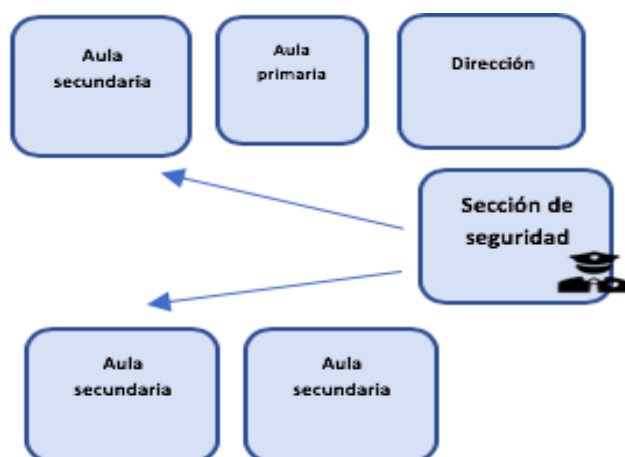 Aula
secundaria
Aula
primaria
Dirección
Sección de
seguridad
Aula
secundaria
Aula
secundaria